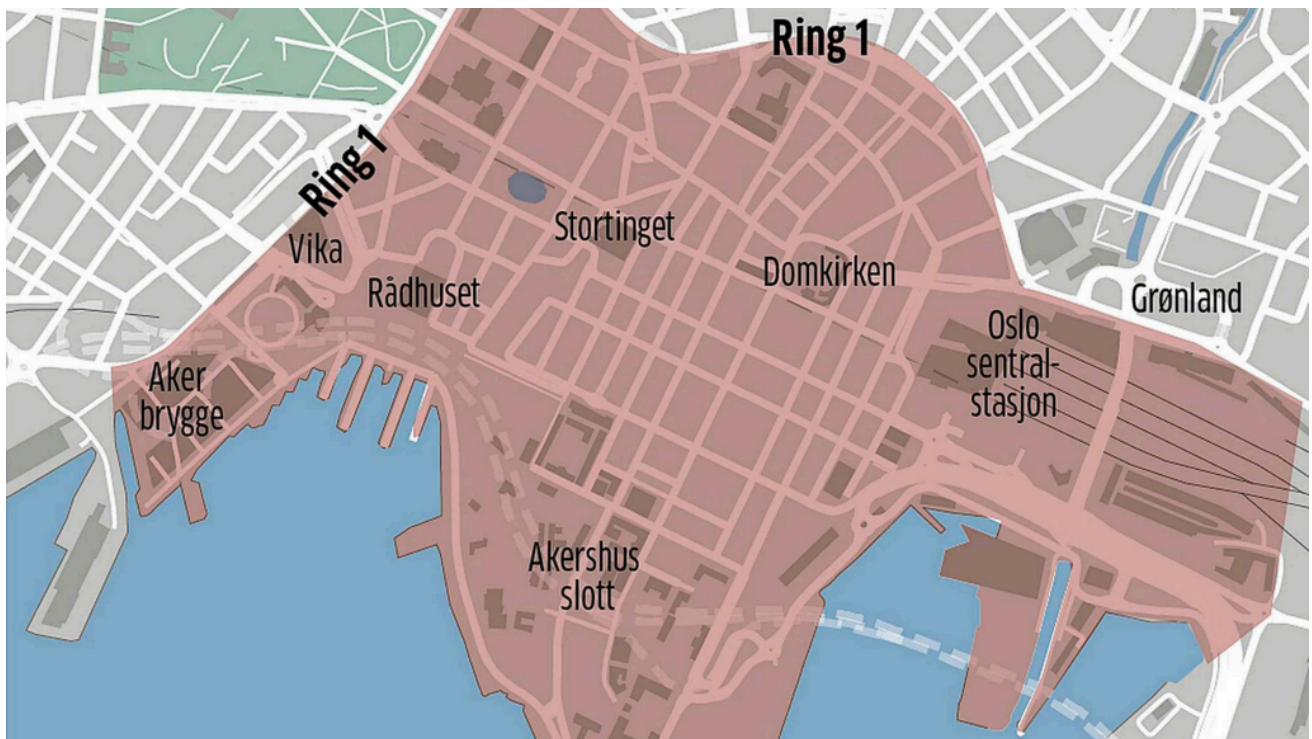 Ring 1
Ring 1
Vika
Stortinget
Rådhuset
Domkirken
Grønland
Oslo
sentral-
stasjon
Aker
brygge
Akershus
slott